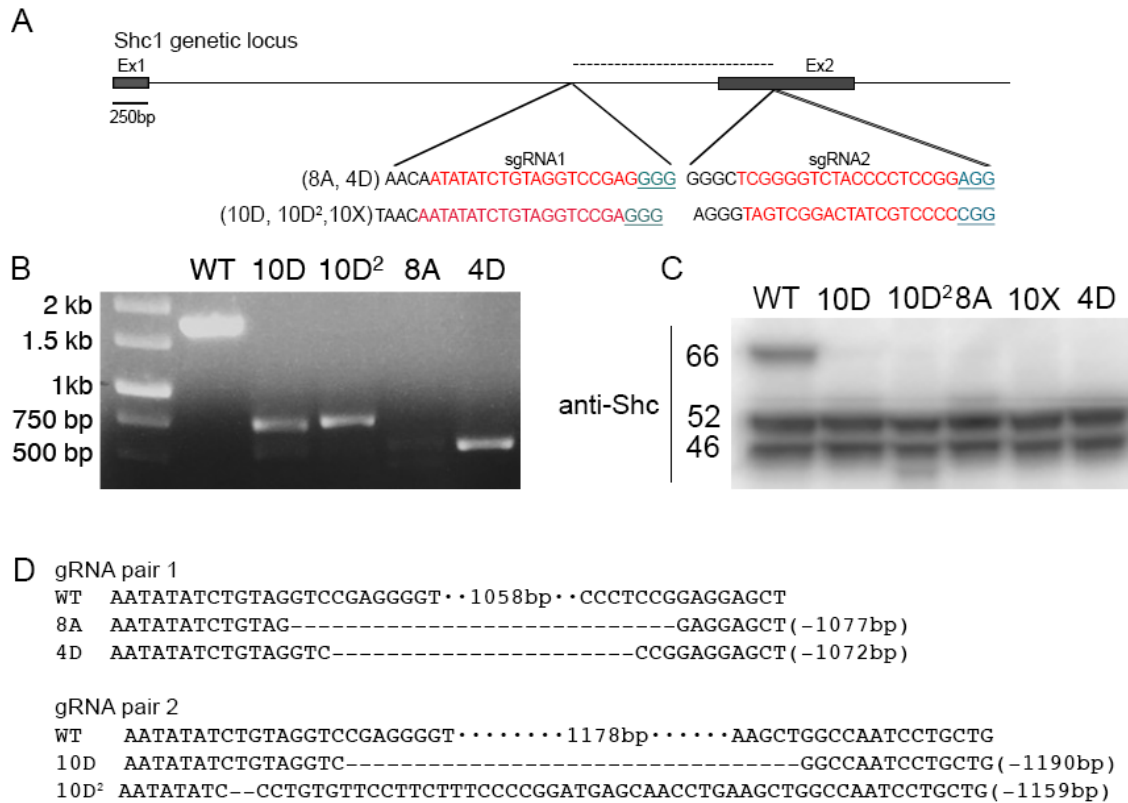 A
Shc1 genetic locus
Ex1
Ex2
250bp
sgRNA1
sgRNA2
(8A, 4D) AACAATATATCTGTAGGTCCGAGGGG GGGCTCGGGGTCTACCCCTCCGGAGG
(10D, 10D²,10X) TAACAATATATCTGTAGGTCCGAGGG AGGGTAGTCGGACTATCGTCCCCCGG
B
WT 10D 10D² 8A 4D
2 kb
1.5 kb
1kb
750 bp
500 bp
C
WT 10D 10D² 8A 10X 4D
anti-Shc
66
52
46
D
gRNA pair 1
WT AATATATCTGTAGGTCCGAGGGGT··1058bp··CCCTCCGGAGGAGCT
8A AATATATCTGTAG---------------------------GAGGAGCT(-1077bp)
4D AATATATCTGTAGGTC---------------------CCGGAGGAGCT(-1072bp)
gRNA pair 2
WT AATATATCTGTAGGTCCGAGGGGT········1178bp······AAGCTGGCCAATCCTGCTG
10D AATATATCTGTAGGTC--------------------------------GGCCAATCCTGCTG(-1190bp)
10D² AATATATC--CCTGTGTTCCTTCTTTCCCCGGATGAGCAACCTGAAGCTGGCCAATCCTGCTG(-1159bp)